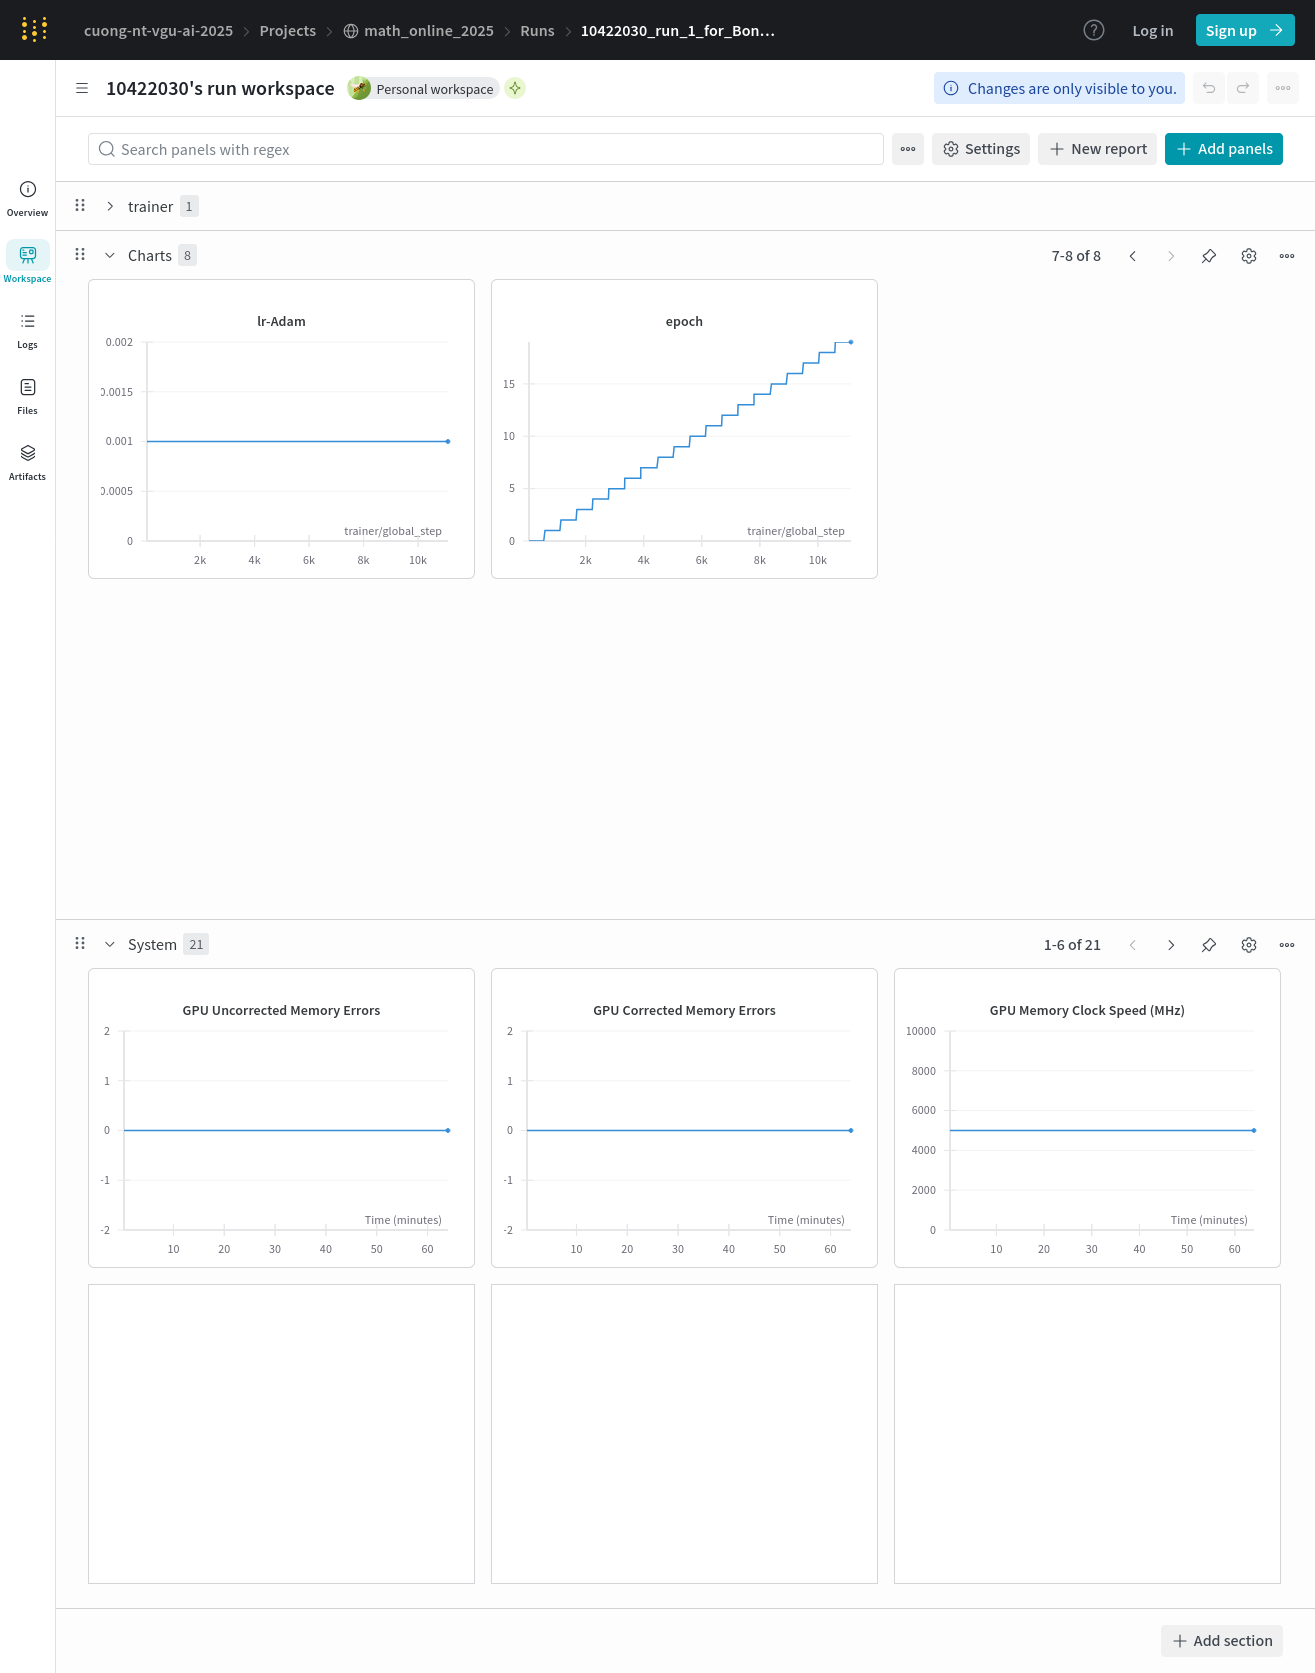 cuong-nt-vgu-ai-2025 Projects math_online_2025 Runs 10422030_run_1_for_Bon...
Log in
Sign up
10422030's run workspace
Personal workspace
Changes are only visible to you.
Search panels with regex
Settings
New report
Add panels
Overview
Workspace
Logs
Files
Artifacts
trainer 1
Charts 8
7-8 of 8
lr-Adam
0.002
0.0015
0.001
0.0005
0
trainer/global_step
2k 4k 6k 8k 10k
epoch
15
10
5
0
trainer/global_step
2k 4k 6k 8k 10k
System 21
1-6 of 21
GPU Uncorrected Memory Errors
2
1
0
-1
-2
Time (minutes)
10 20 30 40 50 60
GPU Corrected Memory Errors
2
1
0
-1
-2
Time (minutes)
10 20 30 40 50 60
GPU Memory Clock Speed (MHz)
10000
8000
6000
4000
2000
0
Time (minutes)
10 20 30 40 50 60
Add section